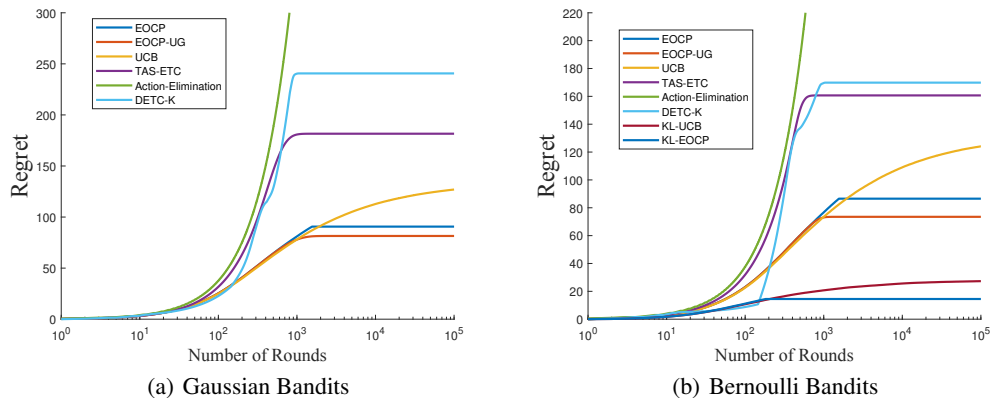 300
250
200
150
100
50
0
Regret
EOCP
EOCP-UG
UCB
TAS-ETC
Action-Elimination
DETC-K
10^0
10^1
10^2
10^3
10^4
10^5
Number of Rounds
(a) Gaussian Bandits
220
200
180
160
140
120
100
80
60
40
20
0
Regret
EOCP
EOCP-UG
UCB
TAS-ETC
Action-Elimination
DETC-K
KL-UCB
KL-EOCP
10^0
10^1
10^2
10^3
10^4
10^5
Number of Rounds
(b) Bernoulli Bandits